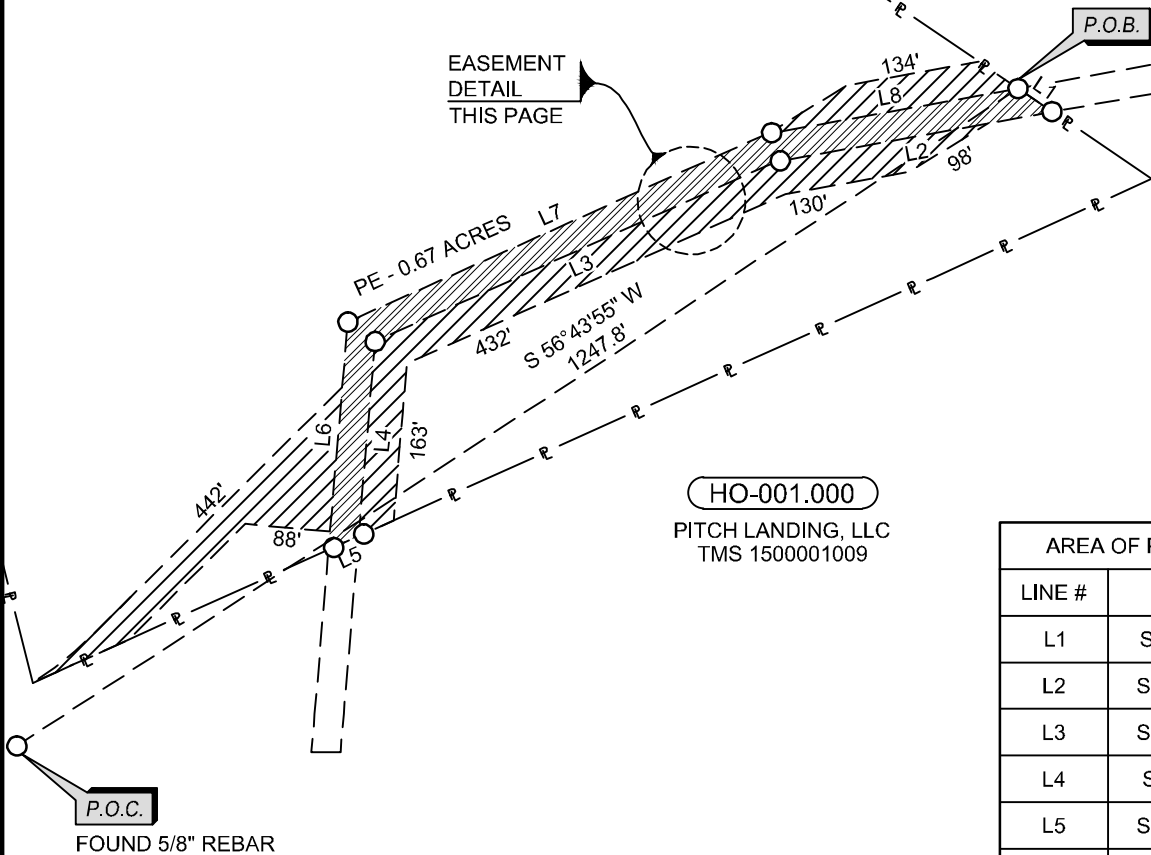 P.O.B.
EASEMENT
DETAIL
THIS PAGE
134'
L1
L8
L2
98'
130'
L7
PE - 0.67 ACRES
L3
432'
S 56°43'55" W
1247.8'
L6
L4
163'
442'
88'
L5
HO-001.000
PITCH LANDING, LLC
TMS 1500001009
P.O.C.
FOUND 5/8" REBAR
AREA OF
LINE #
L1 S
L2 S
L3 S
L4 S
L5 S